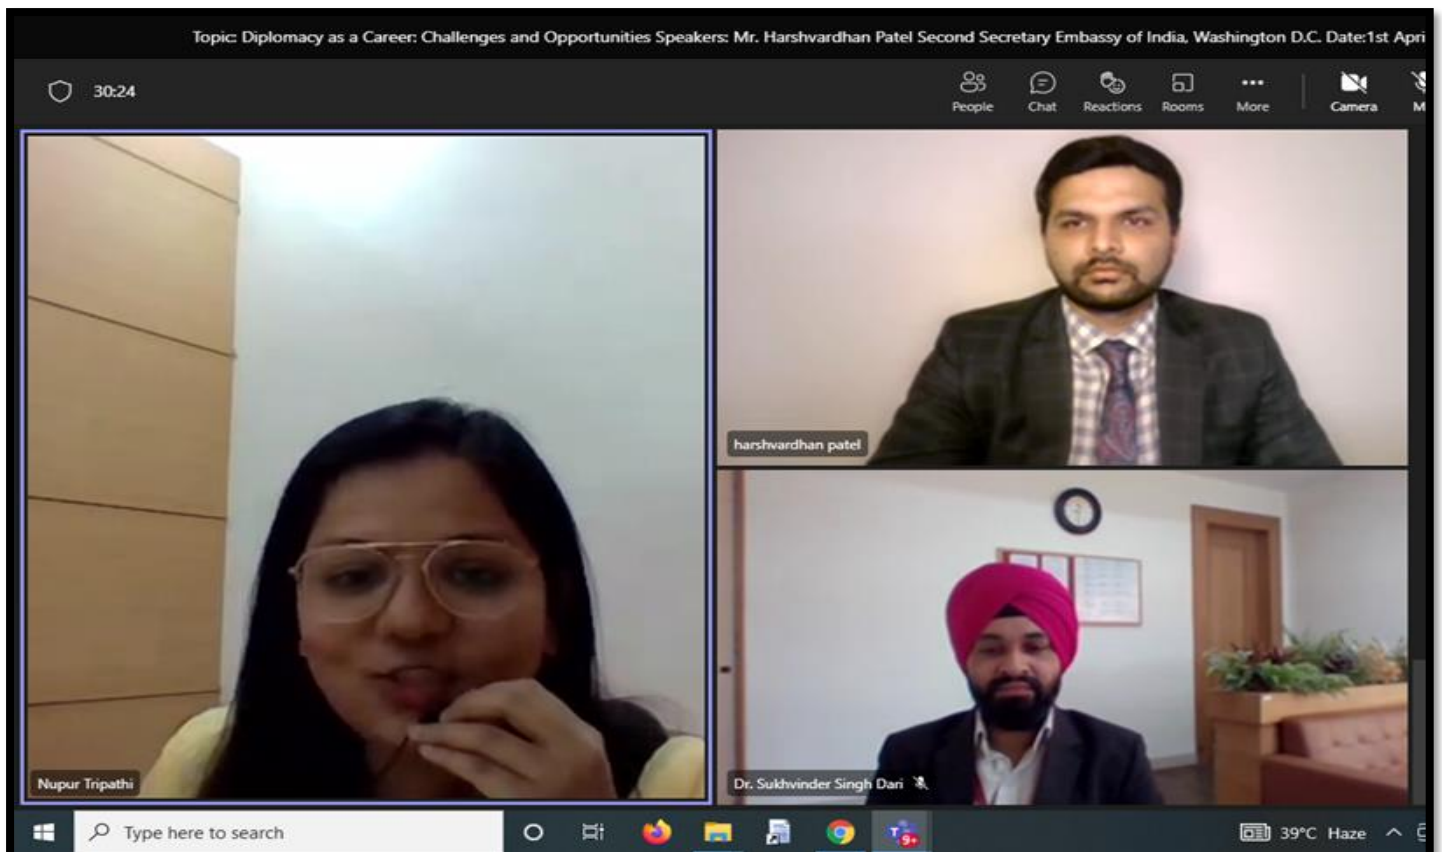 Topic: Diplomacy as a Career: Challenges and Opportunities Speakers: Mr. Harshvardhan Patel Second Secretary Embassy of India, Washington D.C. Date:1st Apri
30:24
People Chat Reactions Rooms More Camera M
harshvardhan patel
Nupur Tripathi
Dr. Sukhvinder Singh Dari
Type here to search
T 9+
39°C Haze